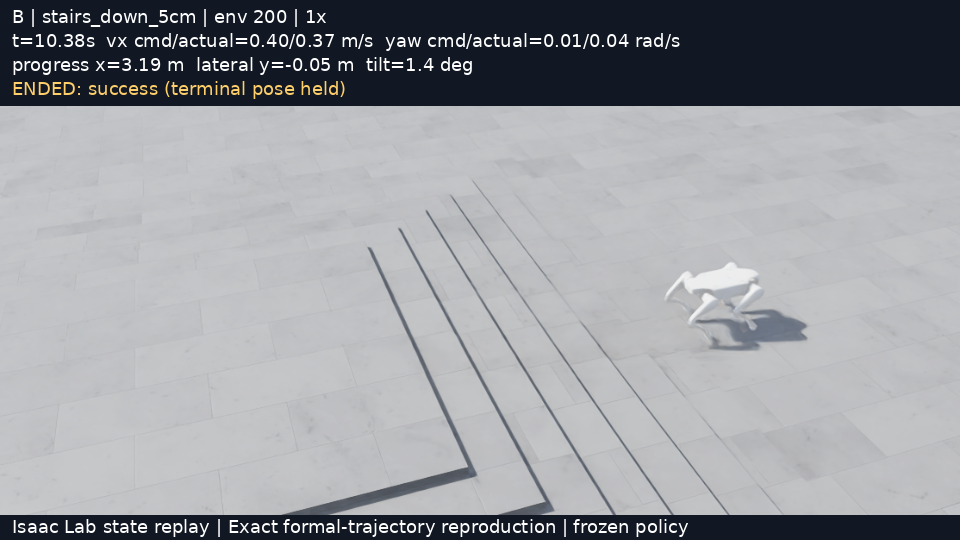 B | stairs_down_5cm | env 200 | 1x
t=10.38s  vx cmd/actual=0.40/0.37 m/s  yaw cmd/actual=0.01/0.04 rad/s
progress x=3.19 m  lateral y=-0.05 m  tilt=1.4 deg
ENDED: success (terminal pose held)
Isaac Lab state replay | Exact formal-trajectory reproduction | frozen policy